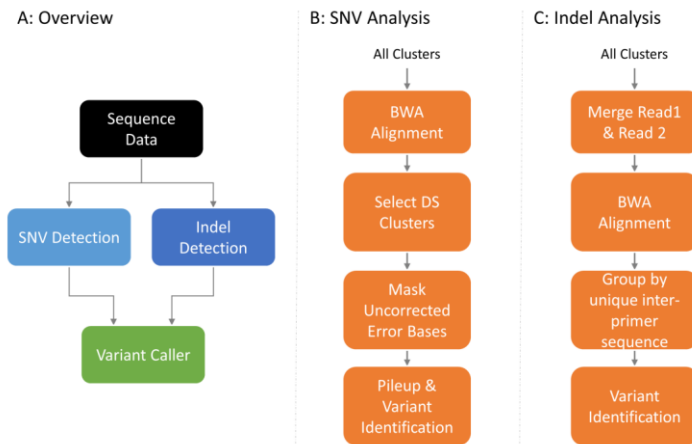 A: Overview
Sequence
Data
SNV Detection
Indel
Detection
Variant Caller
B: SNV Analysis
All Clusters
BWA
Alignment
Select DS
Clusters
Mask
Uncorrected
Error Bases
Pileup &
Variant
Identification
C: Indel Analysis
All Clusters
Merge Read1
& Read 2
BWA
Alignment
Group by
unique inter-
primer
sequence
Variant
Identification